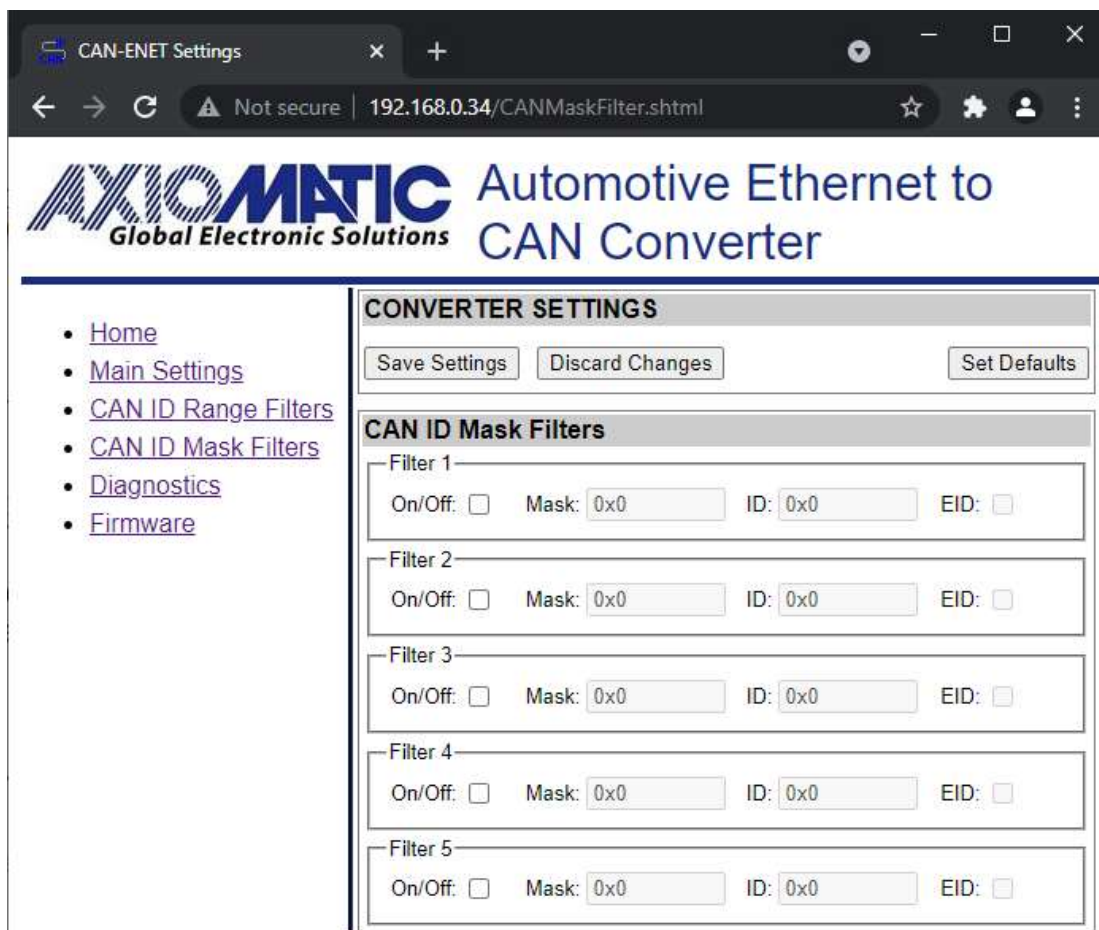 CAN-ENET Settings
Not secure | 192.168.0.34/CANMaskFilter.shtml
AXIOMATIC
Global Electronic Solutions
Automotive Ethernet to
CAN Converter
Home
Main Settings
CAN ID Range Filters
CAN ID Mask Filters
Diagnostics
Firmware
CONVERTER SETTINGS
Save Settings Discard Changes Set Defaults
CAN ID Mask Filters
Filter 1
On/Off: Mask: 0x0 ID: 0x0 EID:
Filter 2
On/Off: Mask: 0x0 ID: 0x0 EID:
Filter 3
On/Off: Mask: 0x0 ID: 0x0 EID:
Filter 4
On/Off: Mask: 0x0 ID: 0x0 EID:
Filter 5
On/Off: Mask: 0x0 ID: 0x0 EID: